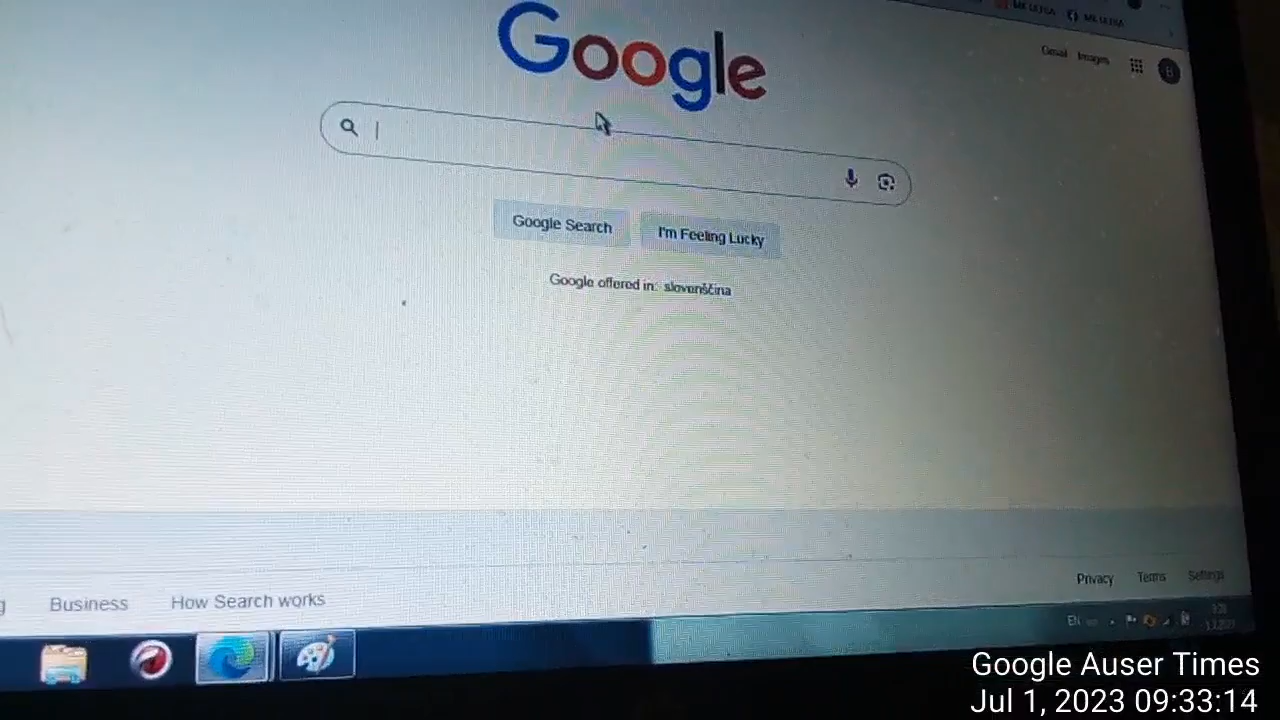 Google
Gmail Images
B
Google Search I'm Feeling Lucky
Google offered in: slovenščina
Business How Search works
Privacy Terms Settings
EN
Google Auser Times
Jul 1, 2023 09:33:14